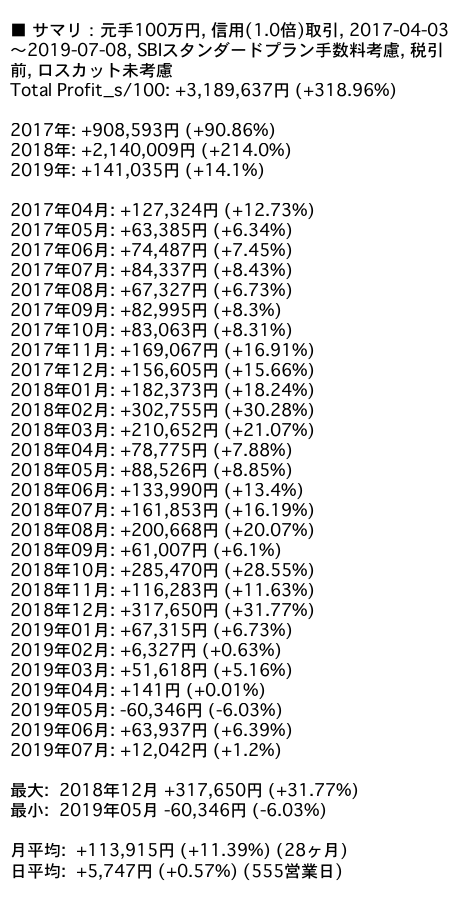 ■ サマリ：元手100万円, 信用(1.0倍)取引, 2017-04-03
〜2019-07-08, SBIスタンダードプラン手数料考慮, 税引
前, ロスカット未考慮
Total Profit_s/100: +3,189,637円 (+318.96%)
2017年: +908,593円 (+90.86%)
2018年: +2,140,009円 (+214.0%)
2019年: +141,035円 (+14.1%)
2017年04月: +127,324円 (+12.73%)
2017年05月: +63,385円 (+6.34%)
2017年06月: +74,487円 (+7.45%)
2017年07月: +84,337円 (+8.43%)
2017年08月: +67,327円 (+6.73%)
2017年09月: +82,995円 (+8.3%)
2017年10月: +83,063円 (+8.31%)
2017年11月: +169,067円 (+16.91%)
2017年12月: +156,605円 (+15.66%)
2018年01月: +182,373円 (+18.24%)
2018年02月: +302,755円 (+30.28%)
2018年03月: +210,652円 (+21.07%)
2018年04月: +78,775円 (+7.88%)
2018年05月: +88,526円 (+8.85%)
2018年06月: +133,990円 (+13.4%)
2018年07月: +161,853円 (+16.19%)
2018年08月: +200,668円 (+20.07%)
2018年09月: +61,007円 (+6.1%)
2018年10月: +285,470円 (+28.55%)
2018年11月: +116,283円 (+11.63%)
2018年12月: +317,650円 (+31.77%)
2019年01月: +67,315円 (+6.73%)
2019年02月: +6,327円 (+0.63%)
2019年03月: +51,618円 (+5.16%)
2019年04月: +141円 (+0.01%)
2019年05月: -60,346円 (-6.03%)
2019年06月: +63,937円 (+6.39%)
2019年07月: +12,042円 (+1.2%)
最大: 2018年12月 +317,650円 (+31.77%)
最小: 2019年05月 -60,346円 (-6.03%)
月平均: +113,915円 (+11.39%) (28ヶ月)
日平均: +5,747円 (+0.57%) (555営業日)